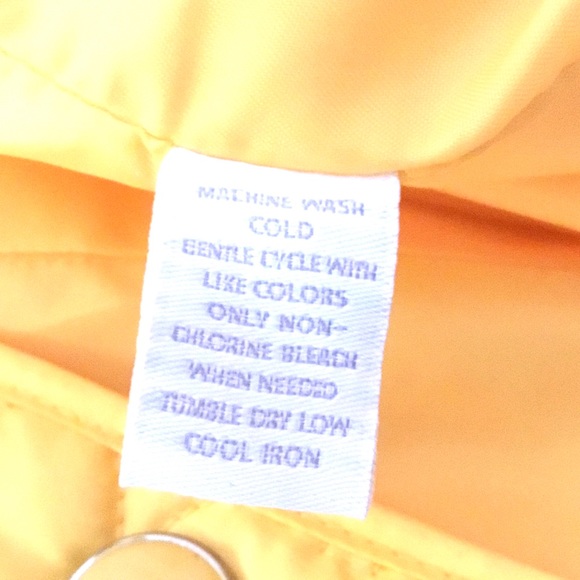 MACHINE WASH
COLD
GENTLE CYCLE WITH
LIKE COLORS
ONLY NON-
CHLORINE BLEACH
WHEN NEEDED
TUMBLE DRY LOW
COOL IRON